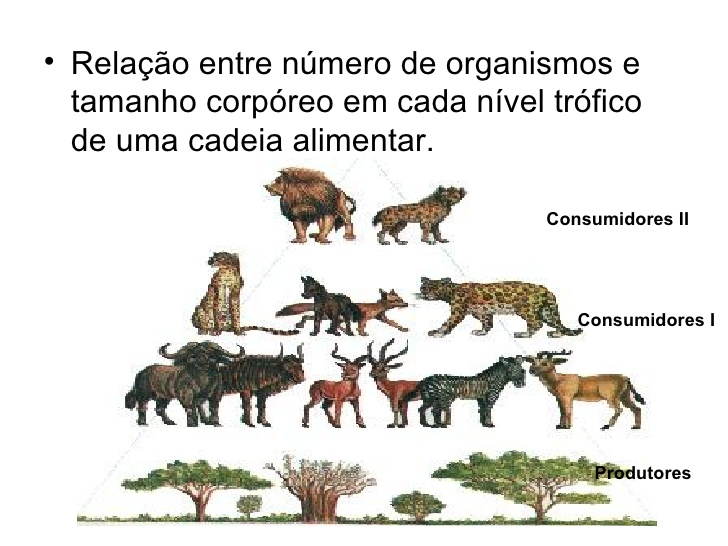 • Relação entre número de organismos e
tamanho corpóreo em cada nível trófico
de uma cadeia alimentar.
Consumidores II
Consumidores I
Produtores